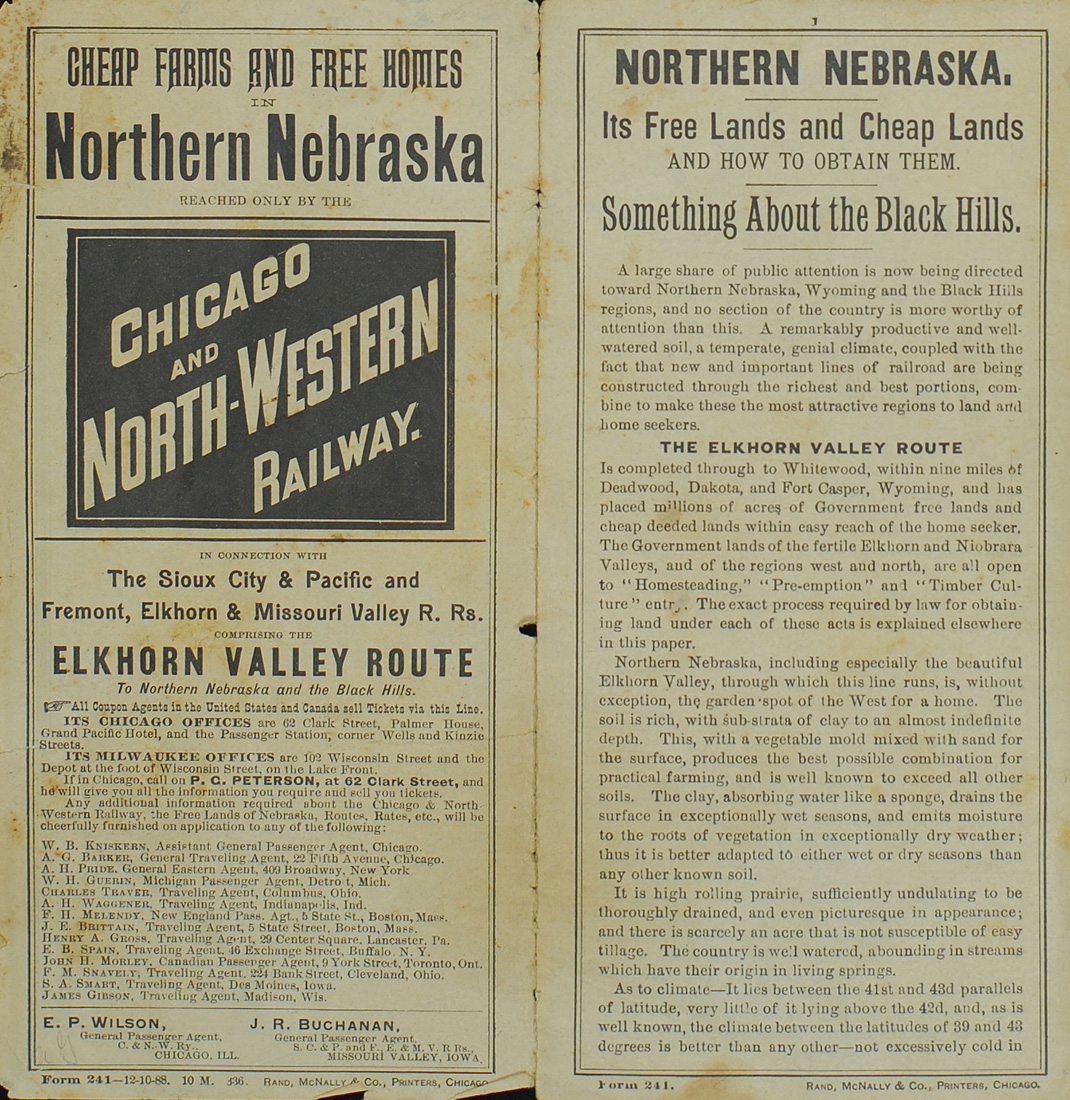 CHEAP FARMS AND FREE HOMES
IN
Northern Nebraska
REACHED ONLY BY THE
CHICAGO
AND
NORTH-WESTERN
RAILWAY.
IN CONNECTION WITH
The Sioux City & Pacific and
Fremont, Elkhorn & Missouri Valley R. Rs.
COMPRISING THE
ELKHORN VALLEY ROUTE
To Northern Nebraska and the Black Hills.
☞All Coupon Agents in the United States and Canada sell Tickets via this Line.
ITS CHICAGO OFFICES are 62 Clark Street, Palmer House,
Grand Pacific Hotel, and the Passenger Station, corner Wells and Kinzie
Streets.
ITS MILWAUKEE OFFICES are 102 Wisconsin Street and the
Depot at the foot of Wisconsin Street, on the Lake Front.
If in Chicago, call on P. C. PETERSON, at 62 Clark Street, and
he will give you all the information you require and sell you tickets.
Any additional information required about the Chicago & North-
Western Railway, the Free Lands of Nebraska, Routes, Rates, etc., will be
cheerfully furnished on application to any of the following:
W. B. KNISKERN, Assistant General Passenger Agent, Chicago.
A. G. BARKER, General Traveling Agent, 22 Fifth Avenue, Chicago.
A. H. PRIDE, General Eastern Agent, 409 Broadway, New York
W. H. GUERIN, Michigan Passenger Agent, Detroit, Mich.
CHARLES TRAVER, Traveling Agent, Columbus, Ohio.
A. H. WAGGENER, Traveling Agent, Indianapolis, Ind.
F. H. MELENDY, New England Pass. Agt., 5 State St., Boston, Mass.
J. E. BRITTAIN, Traveling Agent, 5 State Street, Boston, Mass.
HENRY A. GROSS, Traveling Agent, 29 Center Square, Lancaster, Pa.
E. B. SPAIN, Traveling Agent, 46 Exchange Street, Buffalo, N. Y.
JOHN H. MORLEY, Canadian Passenger Agent, 9 York Street, Toronto, Ont.
F. M. SNAVELY, Traveling Agent, 224 Bank Street, Cleveland, Ohio.
S. A. SMART, Traveling Agent, Des Moines, Iowa.
JAMES GIBSON, Traveling Agent, Madison, Wis.
E. P. WILSON,
General Passenger Agent,
C. & N. W. Ry.,
CHICAGO, ILL.
J. R. BUCHANAN,
General Passenger Agent,
S. C. & P. and F., E. & M. V. R Rs.,
MISSOURI VALLEY, IOWA.
Form 241—12-10-88. 10 M. 336. RAND, MCNALLY & CO., PRINTERS, CHICAGO
1
NORTHERN NEBRASKA.
Its Free Lands and Cheap Lands
AND HOW TO OBTAIN THEM.
Something About the Black Hills.
A large share of public attention is now being directed
toward Northern Nebraska, Wyoming and the Black Hills
regions, and no section of the country is more worthy of
attention than this. A remarkably productive and well-
watered soil, a temperate, genial climate, coupled with the
fact that new and important lines of railroad are being
constructed through the richest and best portions, com-
bine to make these the most attractive regions to land and
home seekers.
THE ELKHORN VALLEY ROUTE
Is completed through to Whitewood, within nine miles of
Deadwood, Dakota, and Fort Casper, Wyoming, and has
placed millions of acres of Government free lands and
cheap deeded lands within easy reach of the home seeker.
The Government lands of the fertile Elkhorn and Niobrara
Valleys, and of the regions west and north, are all open
to "Homesteading," "Pre-emption" and "Timber Cul-
ture" entry. The exact process required by law for obtain-
ing land under each of these acts is explained elsewhere
in this paper.
Northern Nebraska, including especially the beautiful
Elkhorn Valley, through which this line runs, is, without
exception, the garden-spot of the West for a home. The
soil is rich, with sub-strata of clay to an almost indefinite
depth. This, with a vegetable mold mixed with sand for
the surface, produces the best possible combination for
practical farming, and is well known to exceed all other
soils. The clay, absorbing water like a sponge, drains the
surface in exceptionally wet seasons, and emits moisture
to the roots of vegetation in exceptionally dry weather;
thus it is better adapted to either wet or dry seasons than
any other known soil.
It is high rolling prairie, sufficiently undulating to be
thoroughly drained, and even picturesque in appearance;
and there is scarcely an acre that is not susceptible of easy
tillage. The country is well watered, abounding in streams
which have their origin in living springs.
As to climate—It lies between the 41st and 43d parallels
of latitude, very little of it lying above the 42d, and, as is
well known, the climate between the latitudes of 39 and 43
degrees is better than any other—not excessively cold in
Form 241. RAND, MCNALLY & CO., PRINTERS, CHICAGO.